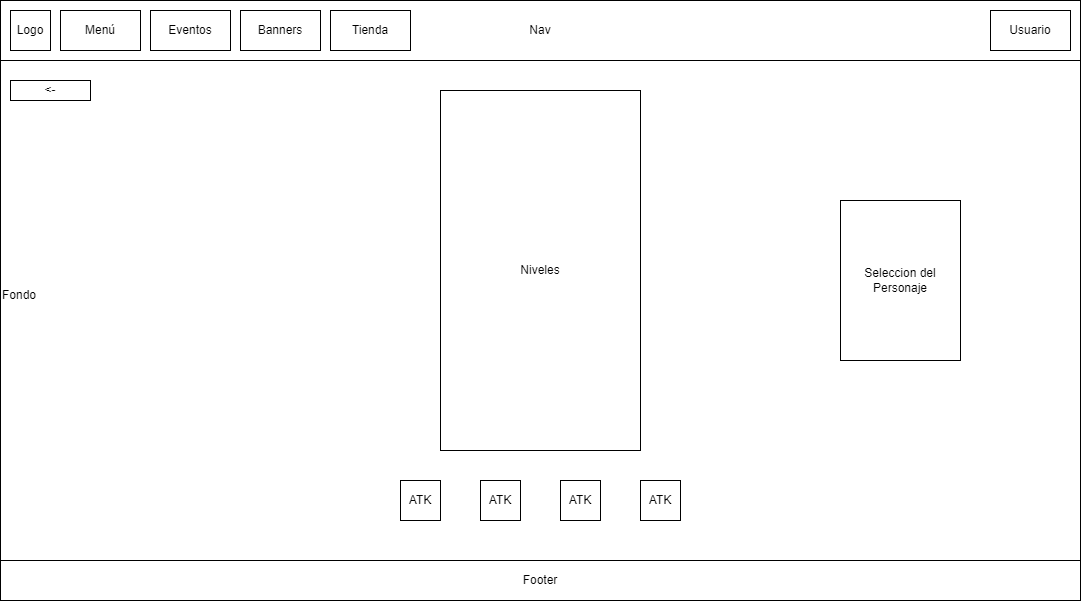 Logo
Menú
Eventos
Banners
Tienda
Nav
Usuario
<-
Niveles
Seleccion del
Personaje
Fondo
ATK
ATK
ATK
ATK
Footer